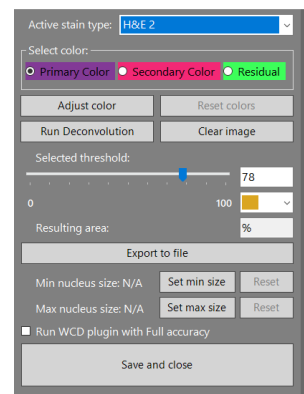 Active stain type: H&E 2
Select color:
Primary Color Secondary Color Residual
Adjust color Reset colors
Run Deconvolution Clear image
Selected threshold:
78
0 100
Resulting area: %
Export to file
Min nucleus size: N/A Set min size Reset
Max nucleus size: N/A Set max size Reset
Run WCD plugin with Full accuracy
Save and close